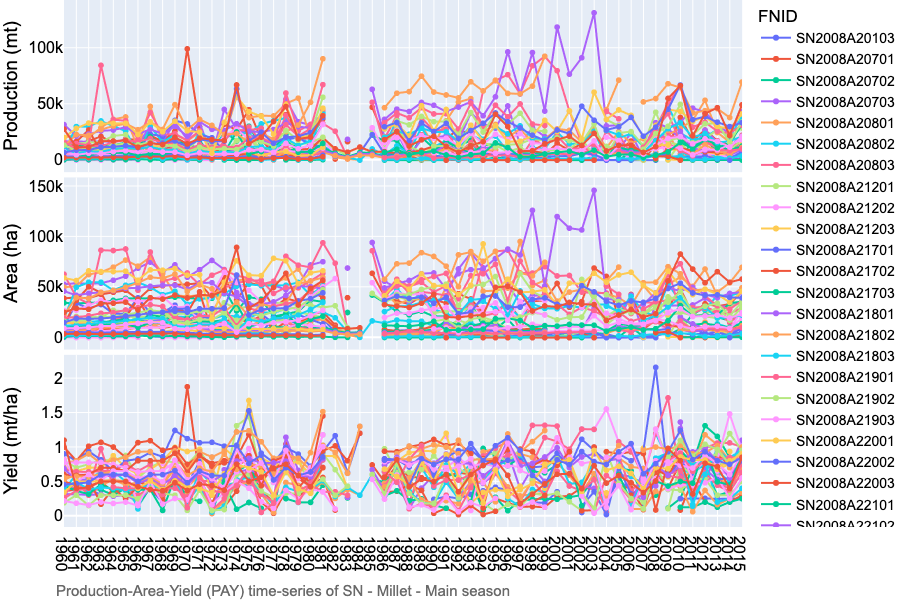 Production (mt)
100k
50k
0
Area (ha)
150k
100k
50k
0
Yield (mt/ha)
2
1.5
1
0.5
0
1960
1961
1962
1963
1964
1965
1966
1967
1968
1969
1970
1971
1972
1973
1974
1975
1976
1977
1978
1979
1980
1981
1982
1983
1984
1985
1986
1987
1988
1989
1990
1991
1992
1993
1994
1995
1996
1997
1998
1999
2000
2001
2002
2003
2004
2005
2006
2007
2008
2009
2010
2011
2012
2013
2014
2015
FNID
SN2008A20103
SN2008A20701
SN2008A20702
SN2008A20703
SN2008A20801
SN2008A20802
SN2008A20803
SN2008A21201
SN2008A21202
SN2008A21203
SN2008A21701
SN2008A21702
SN2008A21703
SN2008A21801
SN2008A21802
SN2008A21803
SN2008A21901
SN2008A21902
SN2008A21903
SN2008A22001
SN2008A22002
SN2008A22003
SN2008A22101
SN2008A22102
Production-Area-Yield (PAY) time-series of SN - Millet - Main season